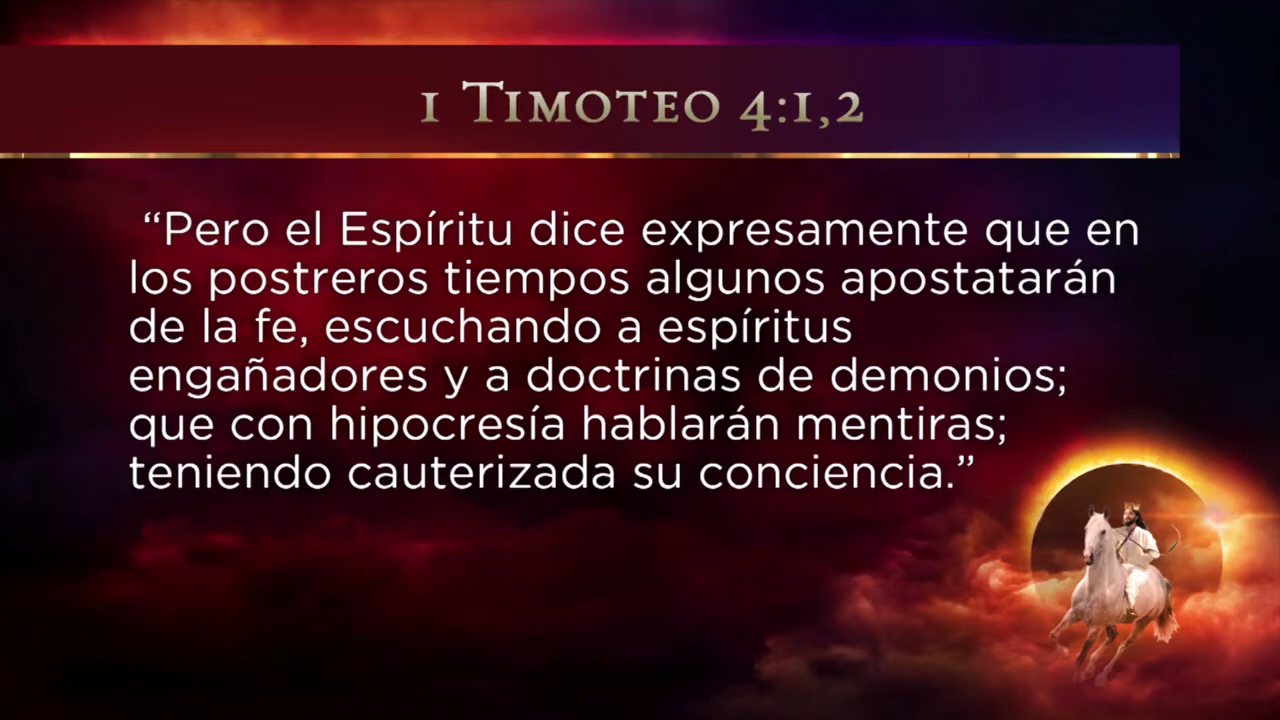 1 Timoteo 4:1,2
“Pero el Espíritu dice expresamente que en
los postreros tiempos algunos apostatarán
de la fe, escuchando a espíritus
engañadores y a doctrinas de demonios;
que con hipocresía hablarán mentiras;
teniendo cauterizada su conciencia.”